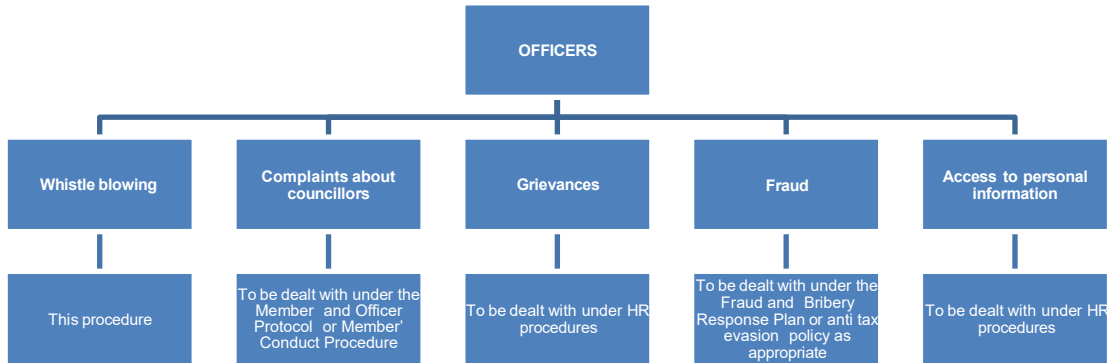 OFFICERS
Whistle blowing
Complaints about
councillors
Grievances
Fraud
Access to personal
information
This procedure
To be dealt with under the
Member and Officer
Protocol or Member'
Conduct Procedure
To be dealt with under HR
procedures
To be dealt with under the
Fraud and Bribery
Response Plan or anti tax
evasion policy as
appropriate
To be dealt with under HR
procedures